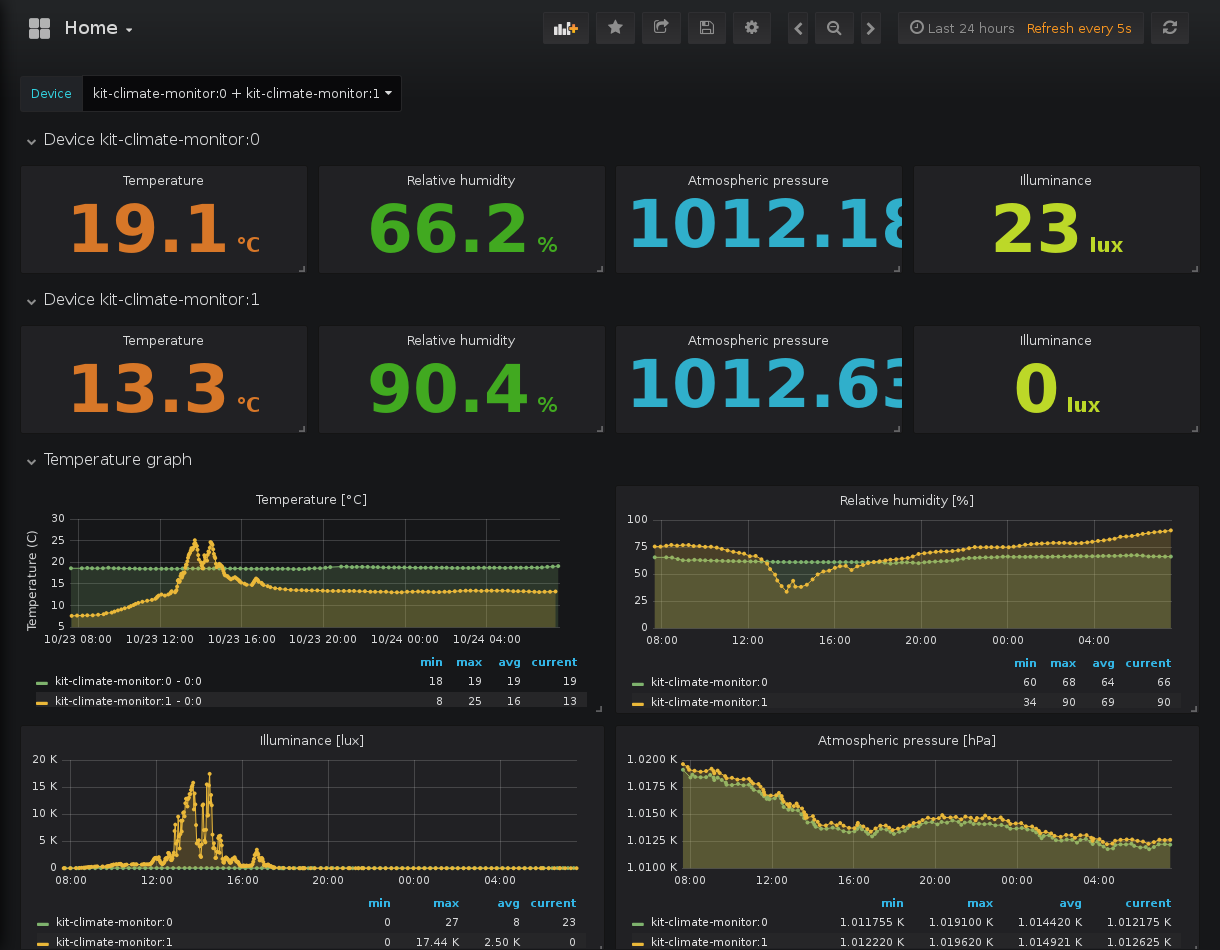 Home
Last 24 hours Refresh every 5s
Device kit-climate-monitor:0 + kit-climate-monitor:1
Device kit-climate-monitor:0
Temperature Relative humidity Atmospheric pressure Illuminance
19.1 °C 66.2 % 1012.18 23 lux
Device kit-climate-monitor:1
Temperature Relative humidity Atmospheric pressure Illuminance
13.3 °C 90.4 % 1012.63 0 lux
Temperature graph
Temperature [°C]
Temperature (C)
30
25
20
15
10
5
10/23 08:00 10/23 12:00 10/23 16:00 10/23 20:00 10/24 00:00 10/24 04:00
min max avg current
kit-climate-monitor:0 - 0:0 18 19 19 19
kit-climate-monitor:1 - 0:0 8 25 16 13
Relative humidity [%]
100
75
50
25
0
08:00 12:00 16:00 20:00 00:00 04:00
min max avg current
kit-climate-monitor:0 60 68 64 66
kit-climate-monitor:1 34 90 69 90
Illuminance [lux]
20 K
15 K
10 K
5 K
0
08:00 12:00 16:00 20:00 00:00 04:00
min max avg current
kit-climate-monitor:0 0 27 8 23
kit-climate-monitor:1 0 17.44 K 2.50 K 0
Atmospheric pressure [hPa]
1.0200 K
1.0175 K
1.0150 K
1.0125 K
1.0100 K
08:00 12:00 16:00 20:00 00:00 04:00
min max avg current
kit-climate-monitor:0 1.011755 K 1.019100 K 1.014420 K 1.012175 K
kit-climate-monitor:1 1.012220 K 1.019620 K 1.014921 K 1.012625 K